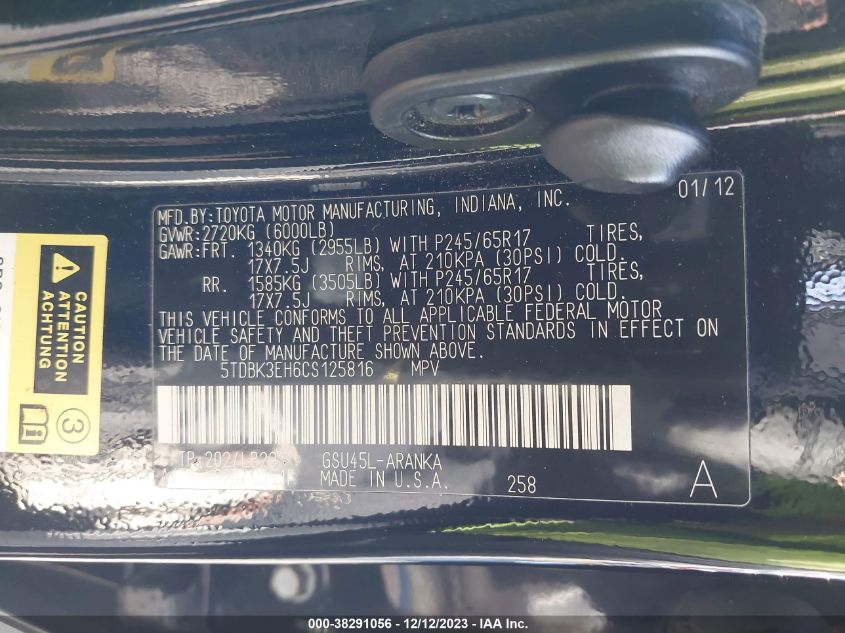 01/12
MFD.BY:TOYOTA MOTOR MANUFACTURING, INDIANA, INC.
GVWR:2720KG (6000LB)
GAWR:FRT. 1340KG (2955LB) WITH P245/65R17 TIRES,
17X7.5J RIMS, AT 210KPA (30PSI) COLD.
RR. 1585KG (3505LB) WITH P245/65R17 TIRES,
17X7.5J RIMS, AT 210KPA (30PSI) COLD.
THIS VEHICLE CONFORMS TO ALL APPLICABLE FEDERAL MOTOR
VEHICLE SAFETY AND THEFT PREVENTION STANDARDS IN EFFECT ON
THE DATE OF MANUFACTURE SHOWN ABOVE.
5TDBK3EH6CS125816 MPV
GSU45L-ARANKA
MADE IN U.S.A. 258 A
CAUTION
ATTENTION
ACHTUNG
3
000-38291056 - 12/12/2023 - IAA Inc.